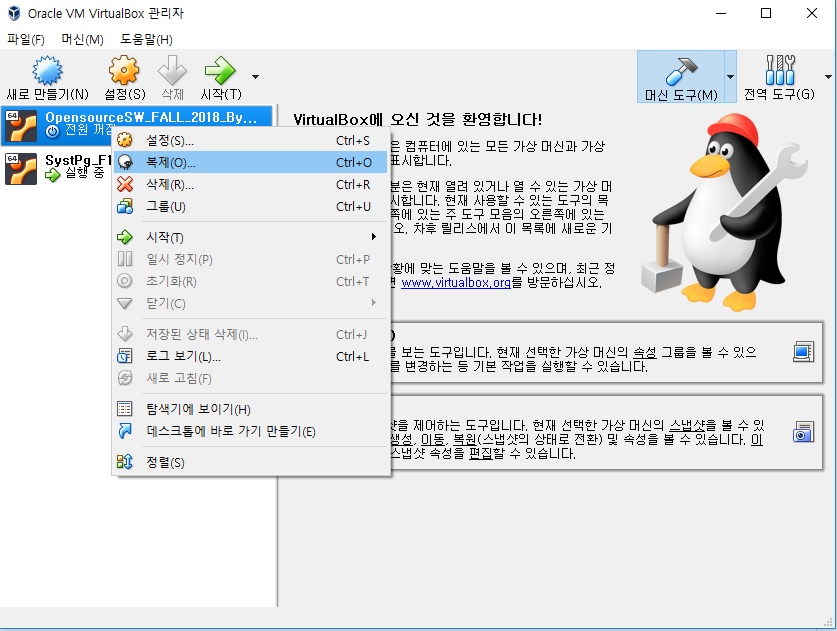 Oracle VM VirtualBox 관리자
파일(F) 머신(M) 도움말(H)
새로 만들기(N) 설정(S) 삭제 시작(T) 머신 도구(M) 전역 도구(G)
64 OpensourceSW_FALL_2018_By...
전원 꺼짐
64 SystPg_F1
실행 중
설정(S)... Ctrl+S
복제(O)... Ctrl+O
삭제(R)... Ctrl+R
그룹(U) Ctrl+U
시작(T)
일시 정지(P) Ctrl+P
초기화(R) Ctrl+T
닫기(C)
저장된 상태 삭제(I)... Ctrl+J
로그 보기(L)... Ctrl+L
새로 고침(F)
탐색기에 보이기(H)
데스크톱에 바로 가기 만들기(E)
정렬(S)
VirtualBox에 오신 것을 환영합니다!
은 컴퓨터에 있는 모든 가상 머신과 가상
표시합니다.
분은 현재 열려 있거나 열 수 있는 가상 머
시합니다. 현재 사용할 수 있는 도구의 목
쪽에 있는 주 도구 모음의 오른쪽에 있는
오. 차후 릴리스에서 이 목록에 새로운 기
황에 맞는 도움말을 볼 수 있으며, 최근 정
면 www.virtualbox.org를 방문하십시오.
)
를 보는 도구입니다. 현재 선택한 가상 머신의 속성 그룹을 볼 수 있으
를 변경하는 등 기본 작업을 실행할 수 있습니다.
샷을 제어하는 도구입니다. 현재 선택한 가상 머신의 스냅샷을 볼 수 있
생성, 이동, 복원(스냅샷의 상태로 전환) 및 속성을 볼 수 있습니다. 이
스냅샷 속성을 편집할 수 있습니다.